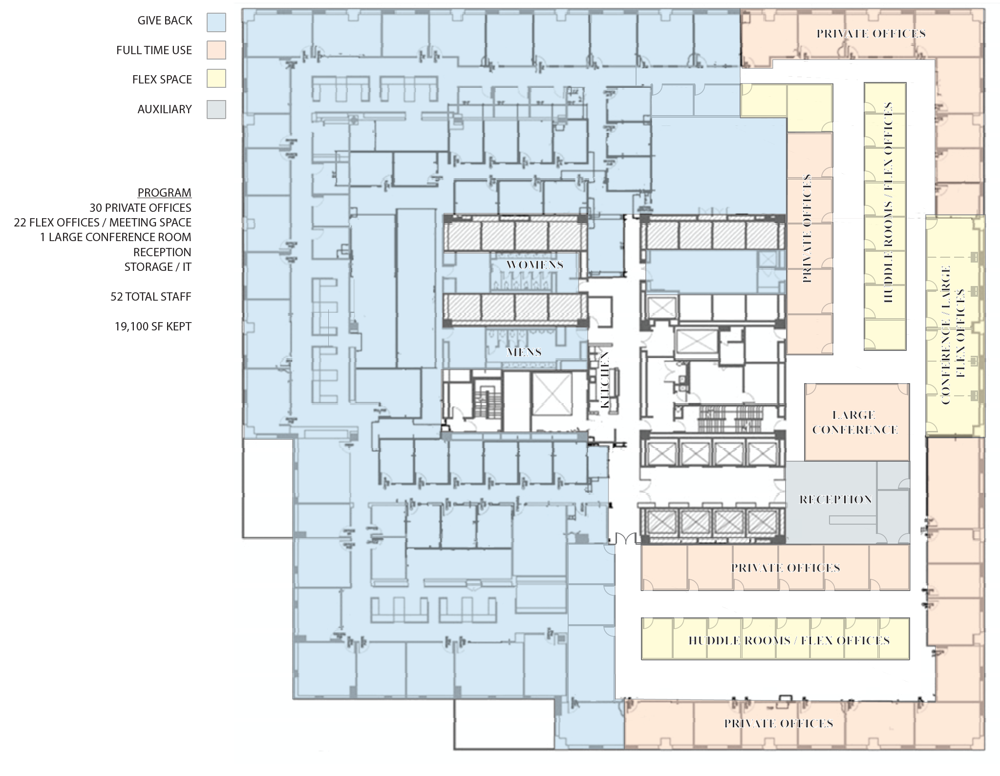 GIVE BACK
FULL TIME USE
FLEX SPACE
AUXILIARY
PROGRAM
30 PRIVATE OFFICES
22 FLEX OFFICES / MEETING SPACE
1 LARGE CONFERENCE ROOM
RECEPTION
STORAGE / IT
52 TOTAL STAFF
19,100 SF KEPT
PRIVATE OFFICES
HUDDLE ROOMS / FLEX OFFICES
PRIVATE OFFICES
WOMENS
CONFERENCE / LARGE
FLEX OFFICES
MENS
KITCHEN
LARGE
CONFERENCE
RECEPTION
PRIVATE OFFICES
HUDDLE ROOMS / FLEX OFFICES
PRIVATE OFFICES